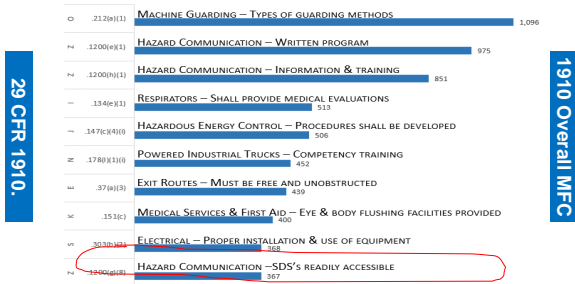 29 CFR 1910.
1910 Overall MFC
O .212(a)(1) MACHINE GUARDING – TYPES OF GUARDING METHODS 1,096
Z .1200(e)(1) HAZARD COMMUNICATION – WRITTEN PROGRAM 975
Z .1200(h)(1) HAZARD COMMUNICATION – INFORMATION & TRAINING 851
I .134(e)(1) RESPIRATORS – SHALL PROVIDE MEDICAL EVALUATIONS 513
J .147(c)(4)(i) HAZARDOUS ENERGY CONTROL – PROCEDURES SHALL BE DEVELOPED 506
N .178(l)(1)(i) POWERED INDUSTRIAL TRUCKS – COMPETENCY TRAINING 452
E .37(a)(3) EXIT ROUTES – MUST BE FREE AND UNOBSTRUCTED 439
K .151(c) MEDICAL SERVICES & FIRST AID – EYE & BODY FLUSHING FACILITIES PROVIDED 400
S .303(b)(2) ELECTRICAL – PROPER INSTALLATION & USE OF EQUIPMENT 368
Z .1200(g)(8) HAZARD COMMUNICATION –SDS'S READILY ACCESSIBLE 367